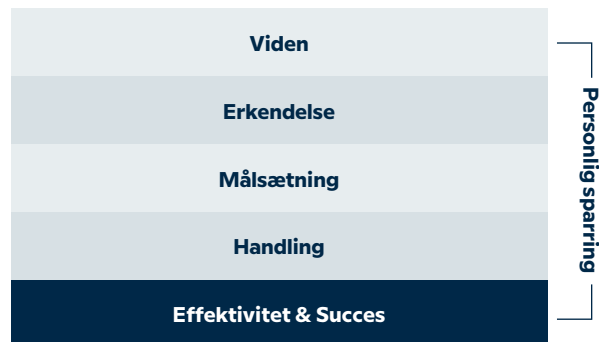 Viden
Erkendelse
Målsætning
Handling
Effektivitet & Succes
Personlig sparring